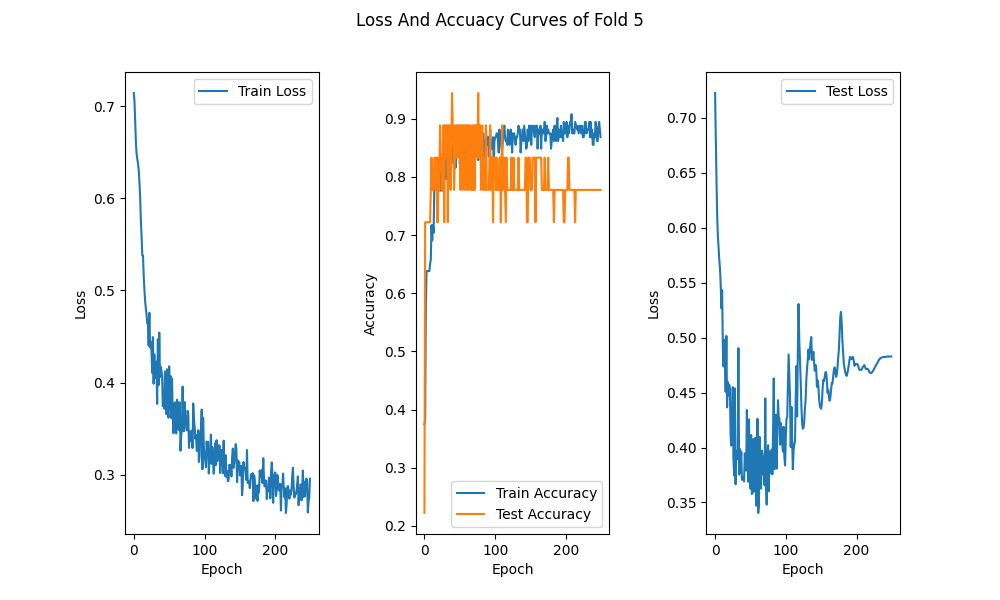 Loss And Accuacy Curves of Fold 5
Train Loss
0.7
0.6
0.5
0.4
0.3
Loss
0 100 200
Epoch
0.9
0.8
0.7
0.6
0.5
0.4
0.3
0.2
Accuracy
Train Accuracy
Test Accuracy
0 100 200
Epoch
Test Loss
0.70
0.65
0.60
0.55
0.50
0.45
0.40
0.35
Loss
0 100 200
Epoch